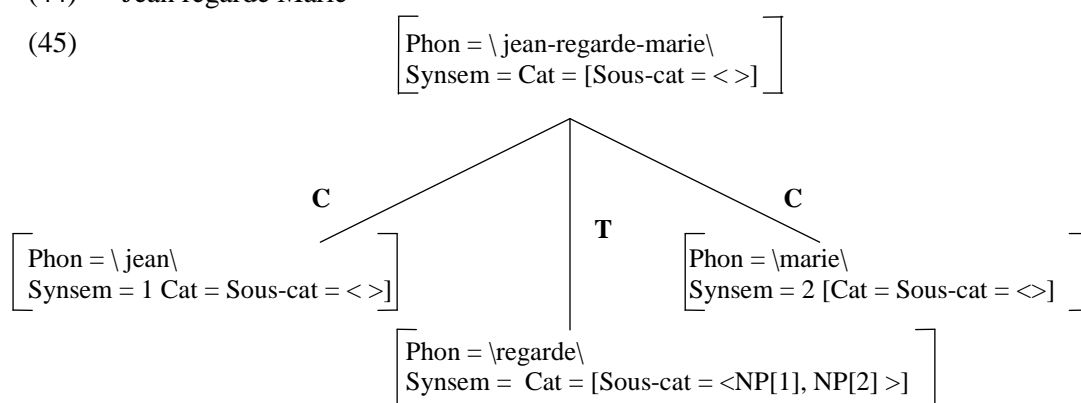 (44) Jean regarde Marie
(45)
Phon = \ jean-regarde-marie\
Synsem = Cat = [Sous-cat = < >]
C
C
T
Phon = \ jean\
Synsem = 1 Cat = Sous-cat = < >]
Phon = \marie\
Synsem = 2 [Cat = Sous-cat = <>]
Phon = \regarde\
Synsem = Cat = [Sous-cat = <NP[1], NP[2] >]